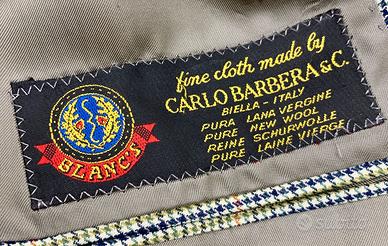 fine cloth made by
CARLO BARBERA & C.
BIELLA - ITALY
PURA LANA VERGINE
PURE NEW WOOL
REINE SCHURWOLLE
PURE LAINE VIERGE
BLANCS